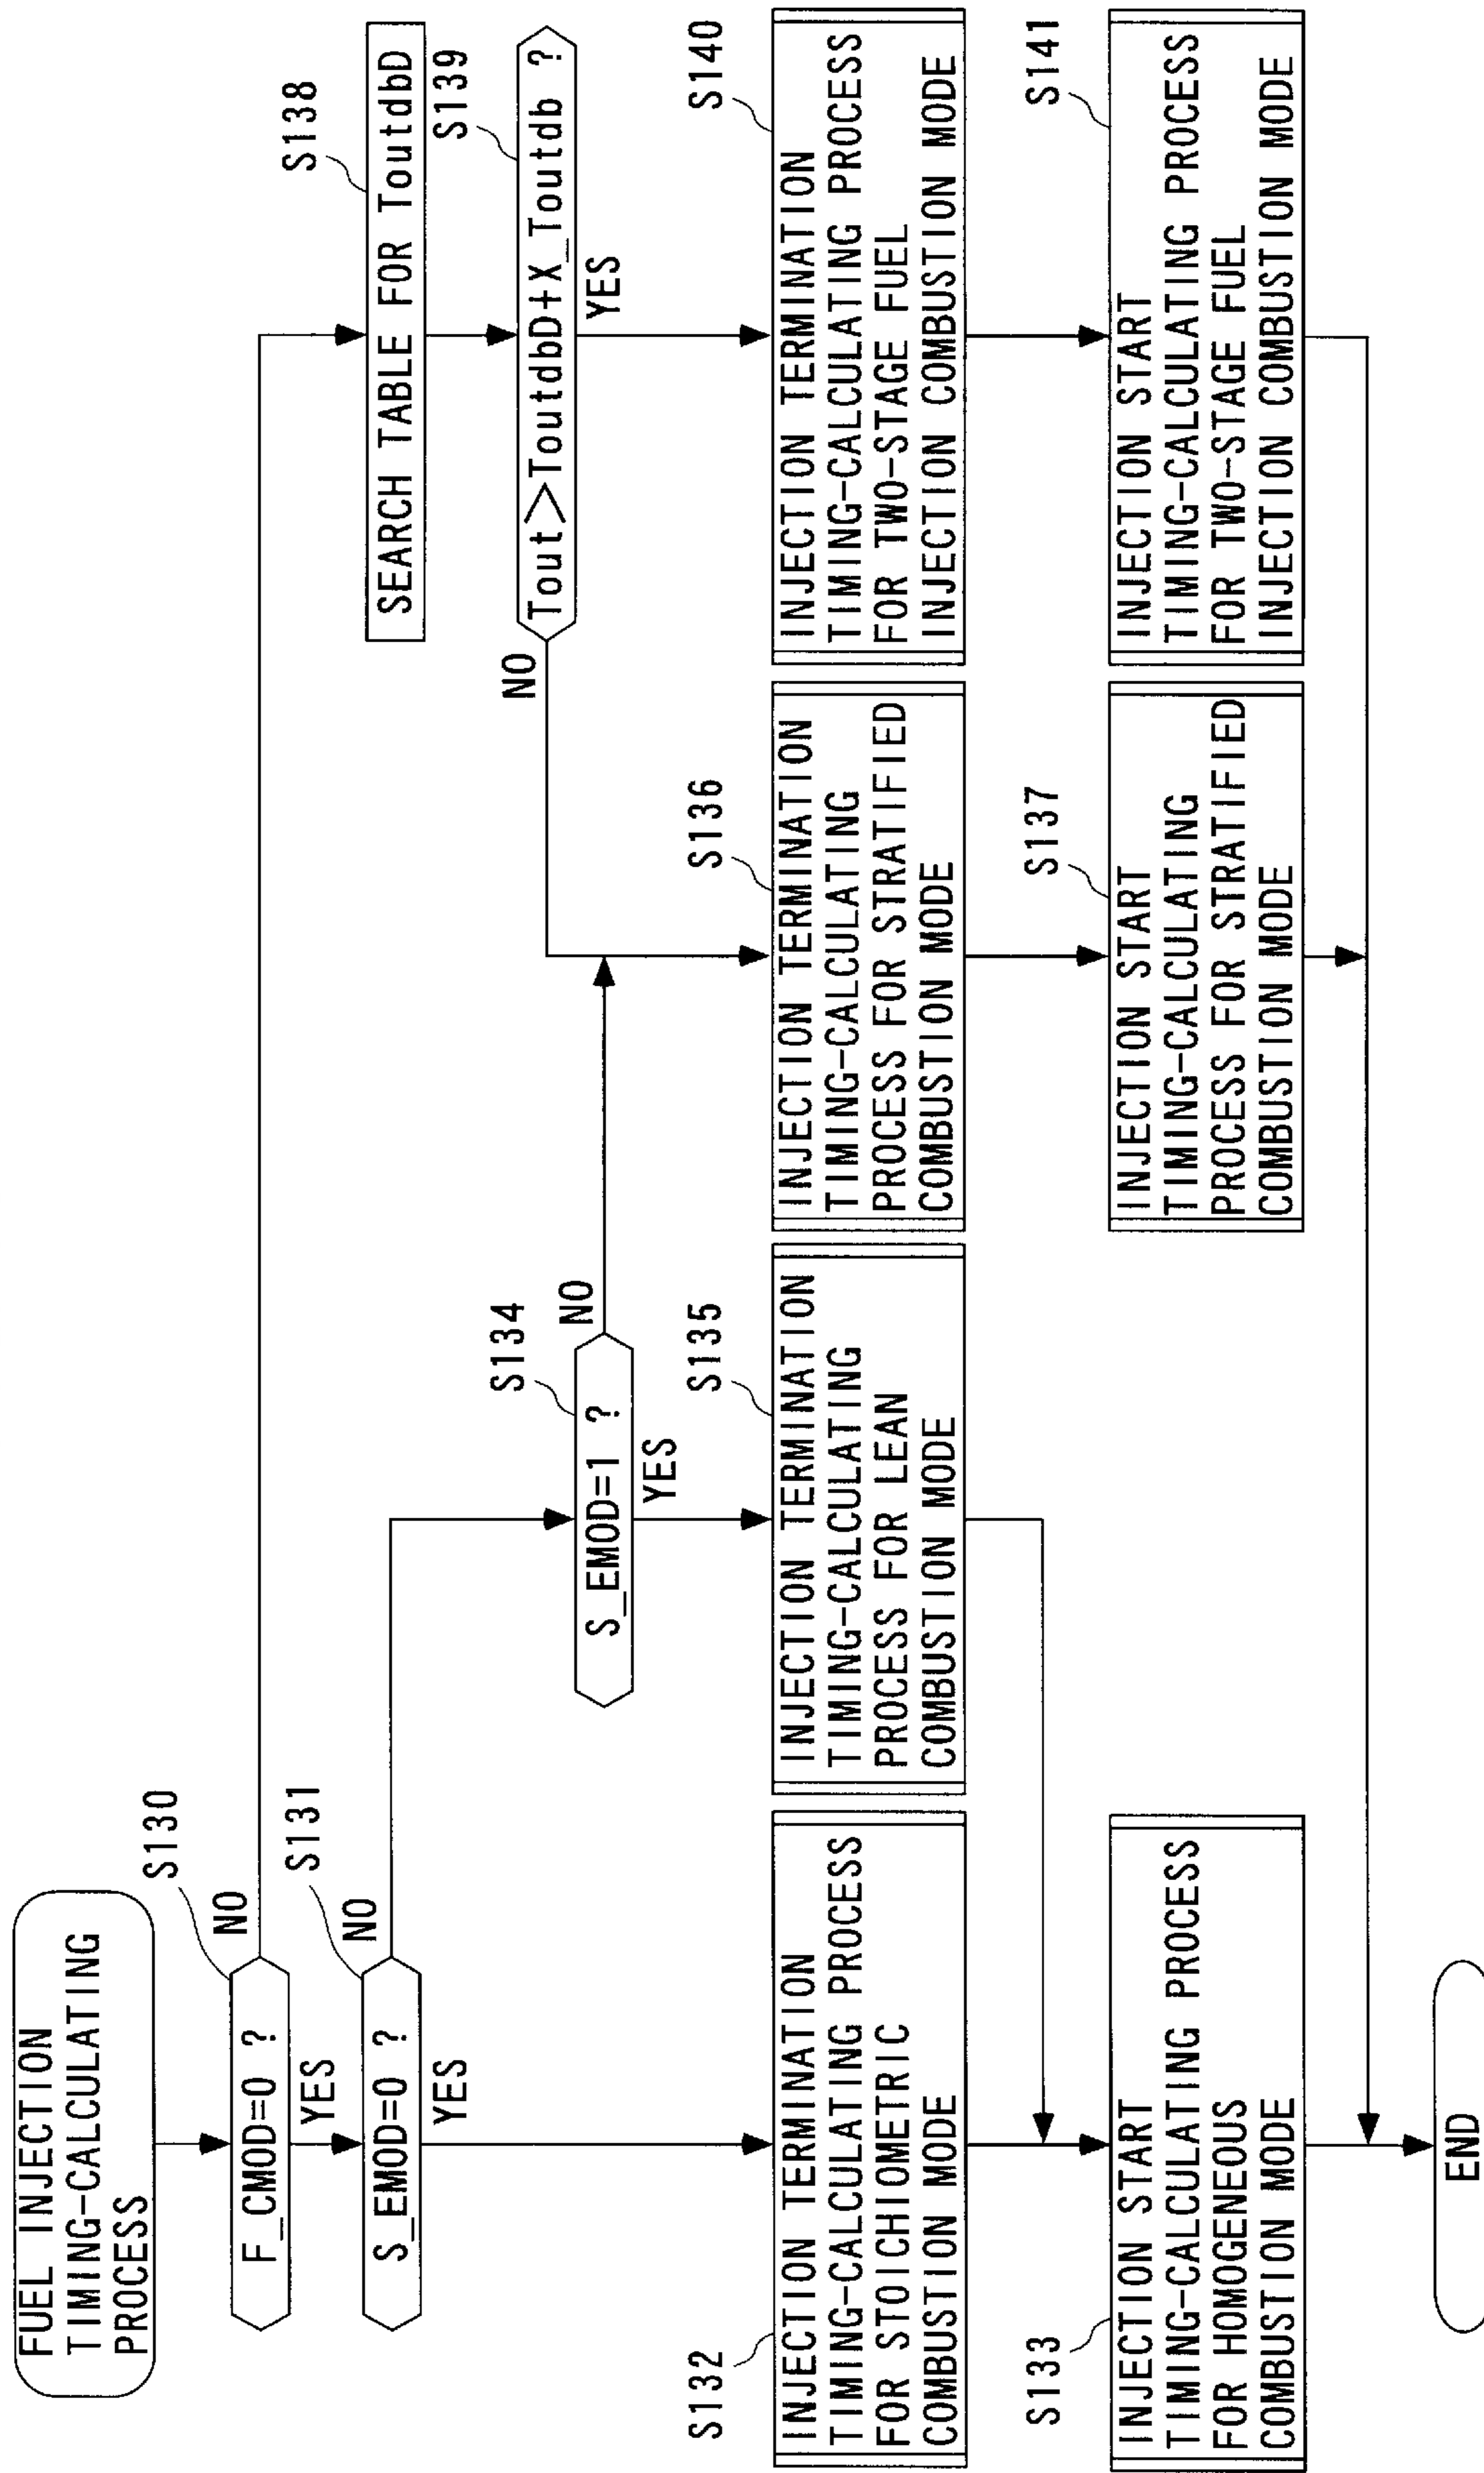 FUEL INJECTION
TIMING-CALCULATING
PROCESS
S130
F_CMOD=0 ?
NO
YES
S131
S_EMOD=0 ?
NO
YES
S138
SEARCH TABLE FOR ToutdbD
S139
Tout>ToutdbD+X_Toutdb ?
NO
YES
S134
S_EMOD=1 ?
NO
YES
S132
INJECTION TERMINATION
TIMING-CALCULATING PROCESS
FOR STOICHIOMETRIC
COMBUSTION MODE
S135
INJECTION TERMINATION
TIMING-CALCULATING
PROCESS FOR LEAN
COMBUSTION MODE
S136
INJECTION TERMINATION
TIMING-CALCULATING
PROCESS FOR STRATIFIED
COMBUSTION MODE
S140
INJECTION TERMINATION
TIMING-CALCULATING PROCESS
FOR TWO-STAGE FUEL
INJECTION COMBUSTION MODE
S133
INJECTION START
TIMING-CALCULATING PROCESS
FOR HOMOGENEOUS
COMBUSTION MODE
S137
INJECTION START
TIMING-CALCULATING
PROCESS FOR STRATIFIED
COMBUSTION MODE
S141
INJECTION START
TIMING-CALCULATING PROCESS
FOR TWO-STAGE FUEL
INJECTION COMBUSTION MODE
END